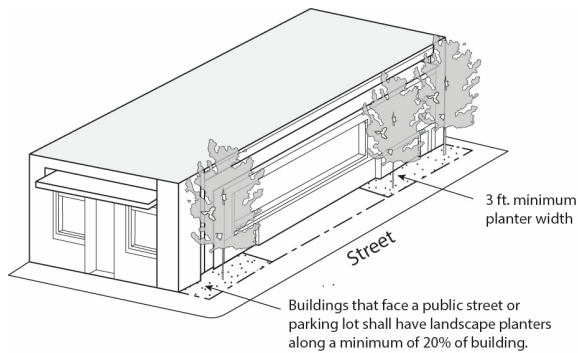 3 ft. minimum
planter width
Street
Buildings that face a public street or
parking lot shall have landscape planters
along a minimum of 20% of building.